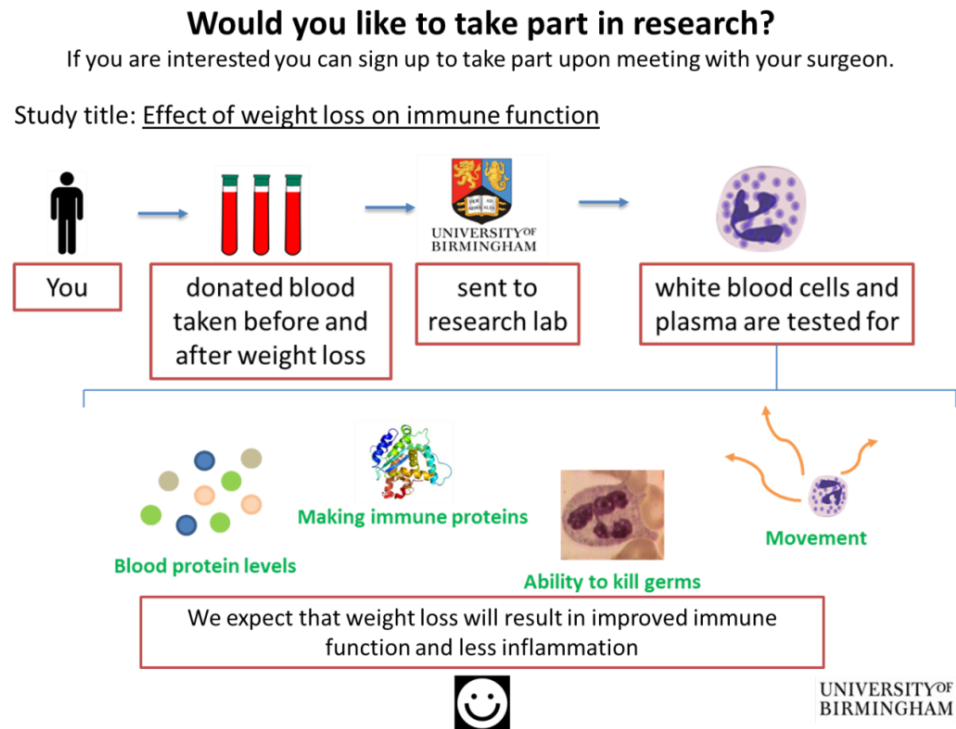 Would you like to take part in research?
If you are interested you can sign up to take part upon meeting with your surgeon.
Study title: Effect of weight loss on immune function
UNIVERSITY OF
BIRMINGHAM
You
donated blood
taken before and
after weight loss
sent to
research lab
white blood cells and
plasma are tested for
Blood protein levels
Making immune proteins
Ability to kill germs
Movement
We expect that weight loss will result in improved immune
function and less inflammation
UNIVERSITY OF
BIRMINGHAM